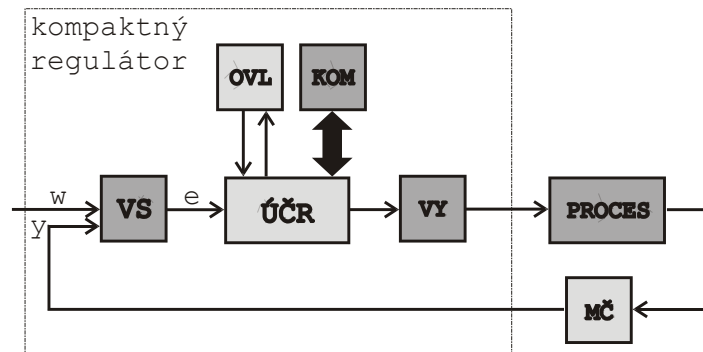 kompaktný
regulátor
OVL
KOM
w
y
VS
e
ÚČR
VY
PROCES
MČ